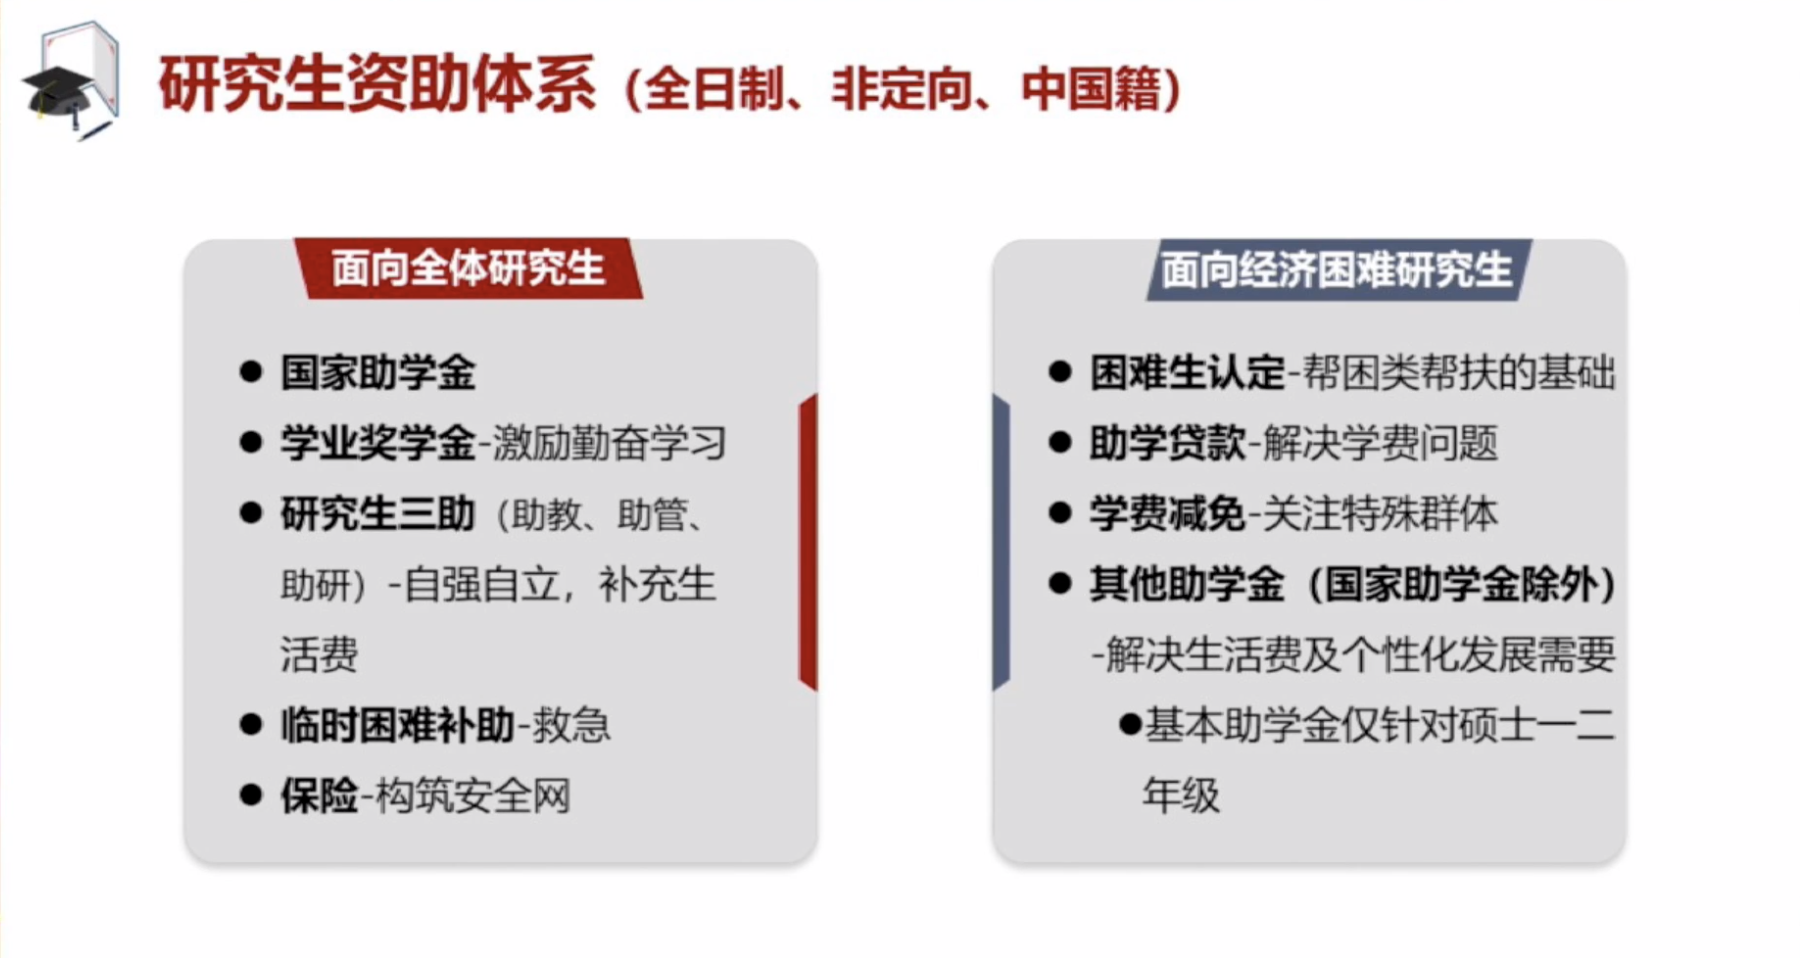 研究生资助体系（全日制、非定向、中国籍）
面向全体研究生
● 国家助学金
● 学业奖学金-激励勤奋学习
● 研究生三助（助教、助管、
助研）-自强自立，补充生
活费
● 临时困难补助-救急
● 保险-构筑安全网
面向经济困难研究生
● 困难生认定-帮困类帮扶的基础
● 助学贷款-解决学费问题
● 学费减免-关注特殊群体
● 其他助学金（国家助学金除外）
-解决生活费及个性化发展需要
●基本助学金仅针对硕士一二
年级